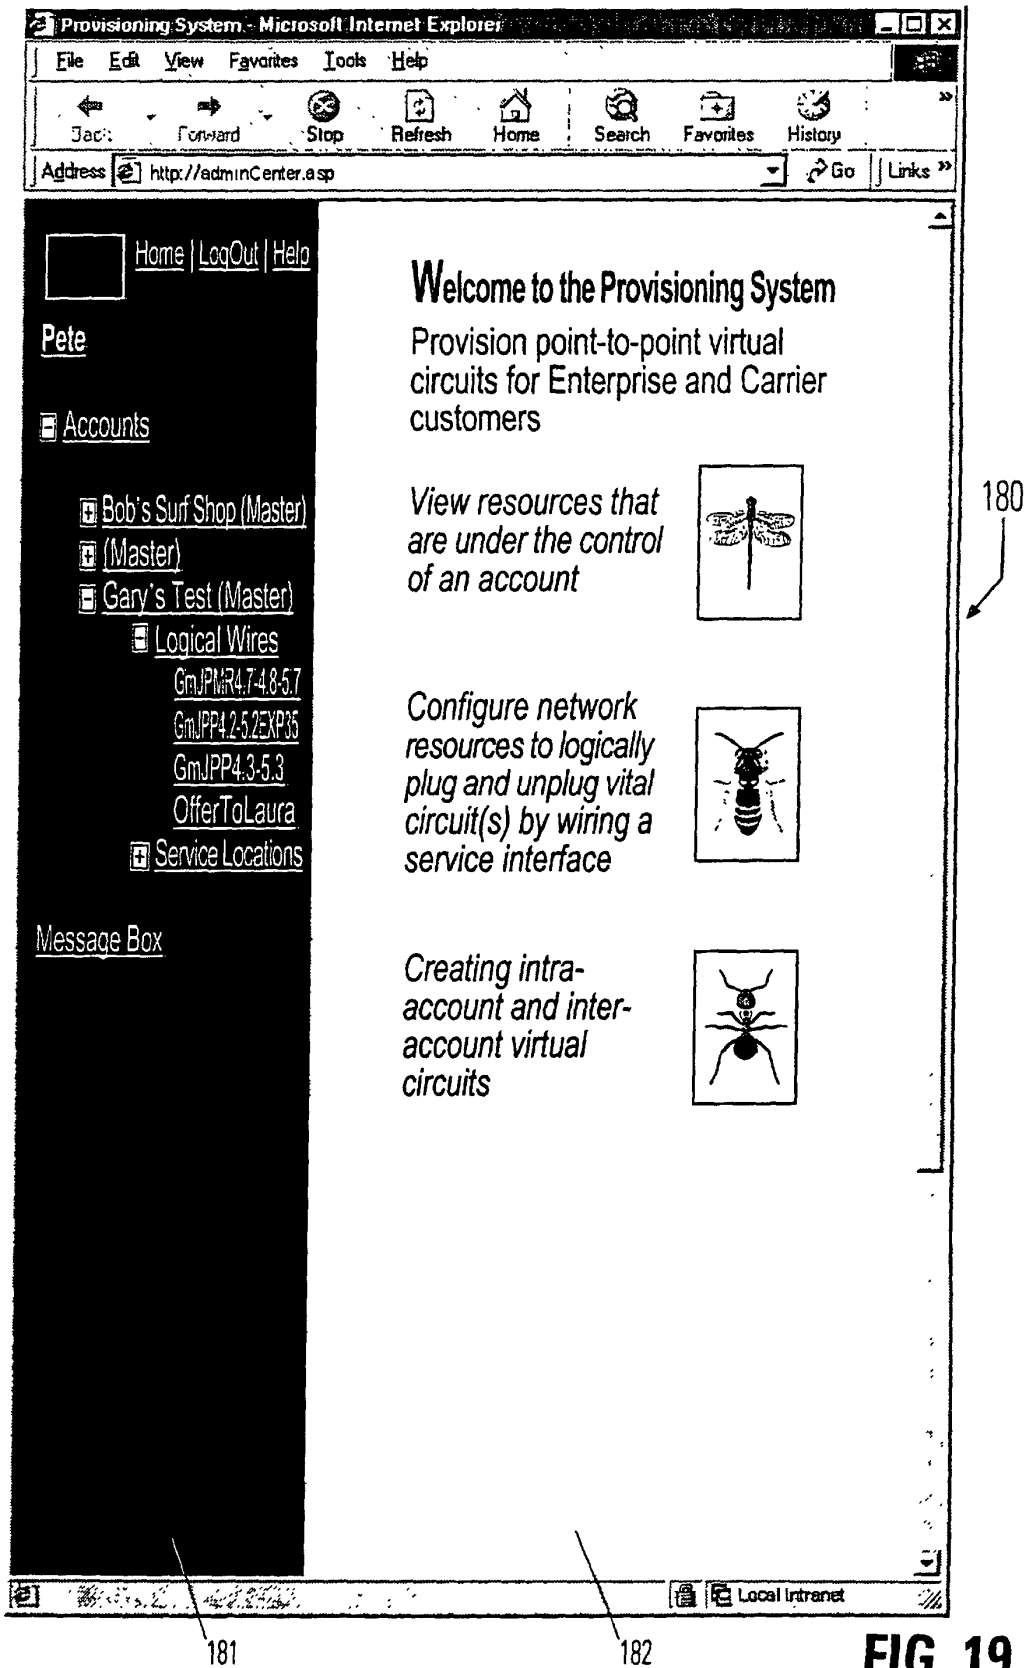 Provisioning System - Microsoft Internet Explorer
File Edit View Favorites Tools Help
Back Forward Stop Refresh Home Search Favorites History »
Address http://adminCenter.asp Go Links »
Home | LogOut | Help
Pete
Accounts
Bob's Surf Shop (Master)
(Master)
Gary's Test (Master)
Logical Wires
GmJPMR4.7-4.8-5.7
GmJPP4.2-5.2EXP35
GmJPP4.3-5.3
OfferToLaura
Service Locations
Message Box
Welcome to the Provisioning System
Provision point-to-point virtual
circuits for Enterprise and Carrier
customers
View resources that
are under the control
of an account
Configure network
resources to logically
plug and unplug vital
circuit(s) by wiring a
service interface
Creating intra-
account and inter-
account virtual
circuits
180
Local intranet
181
182
FIG. 19